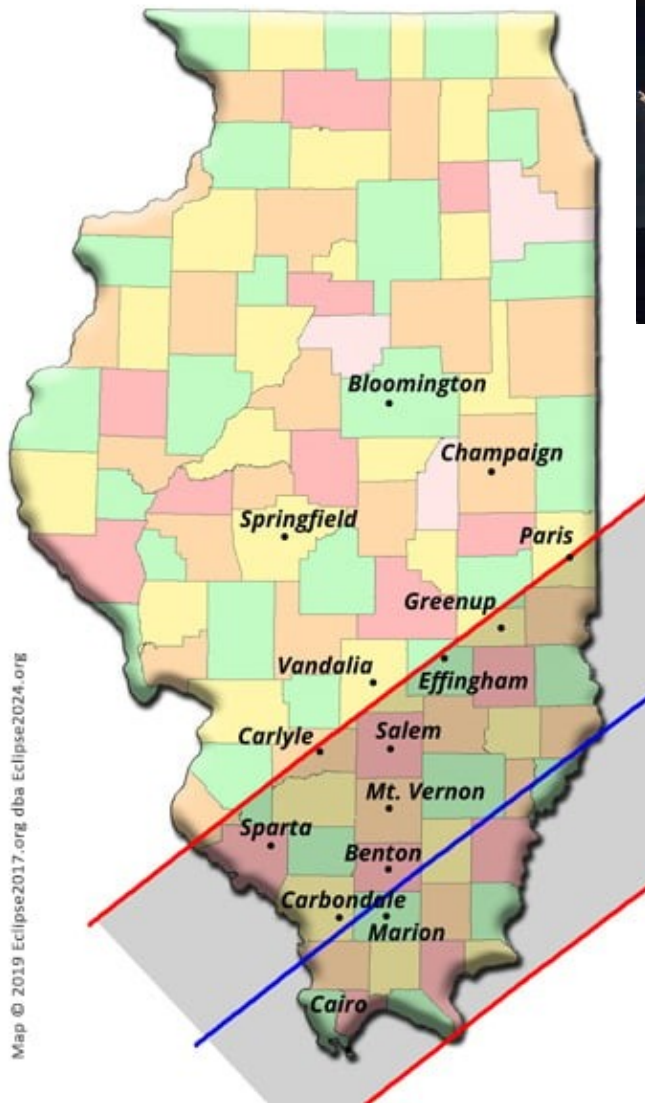 Bloomington
Champaign
Springfield
Paris
Greenup
Effingham
Vandalia
Carlyle
Salem
Mt. Vernon
Sparta
Benton
Carbondale
Marion
Cairo
Map © 2019 Eclipse2017.org dba Eclipse2024.org